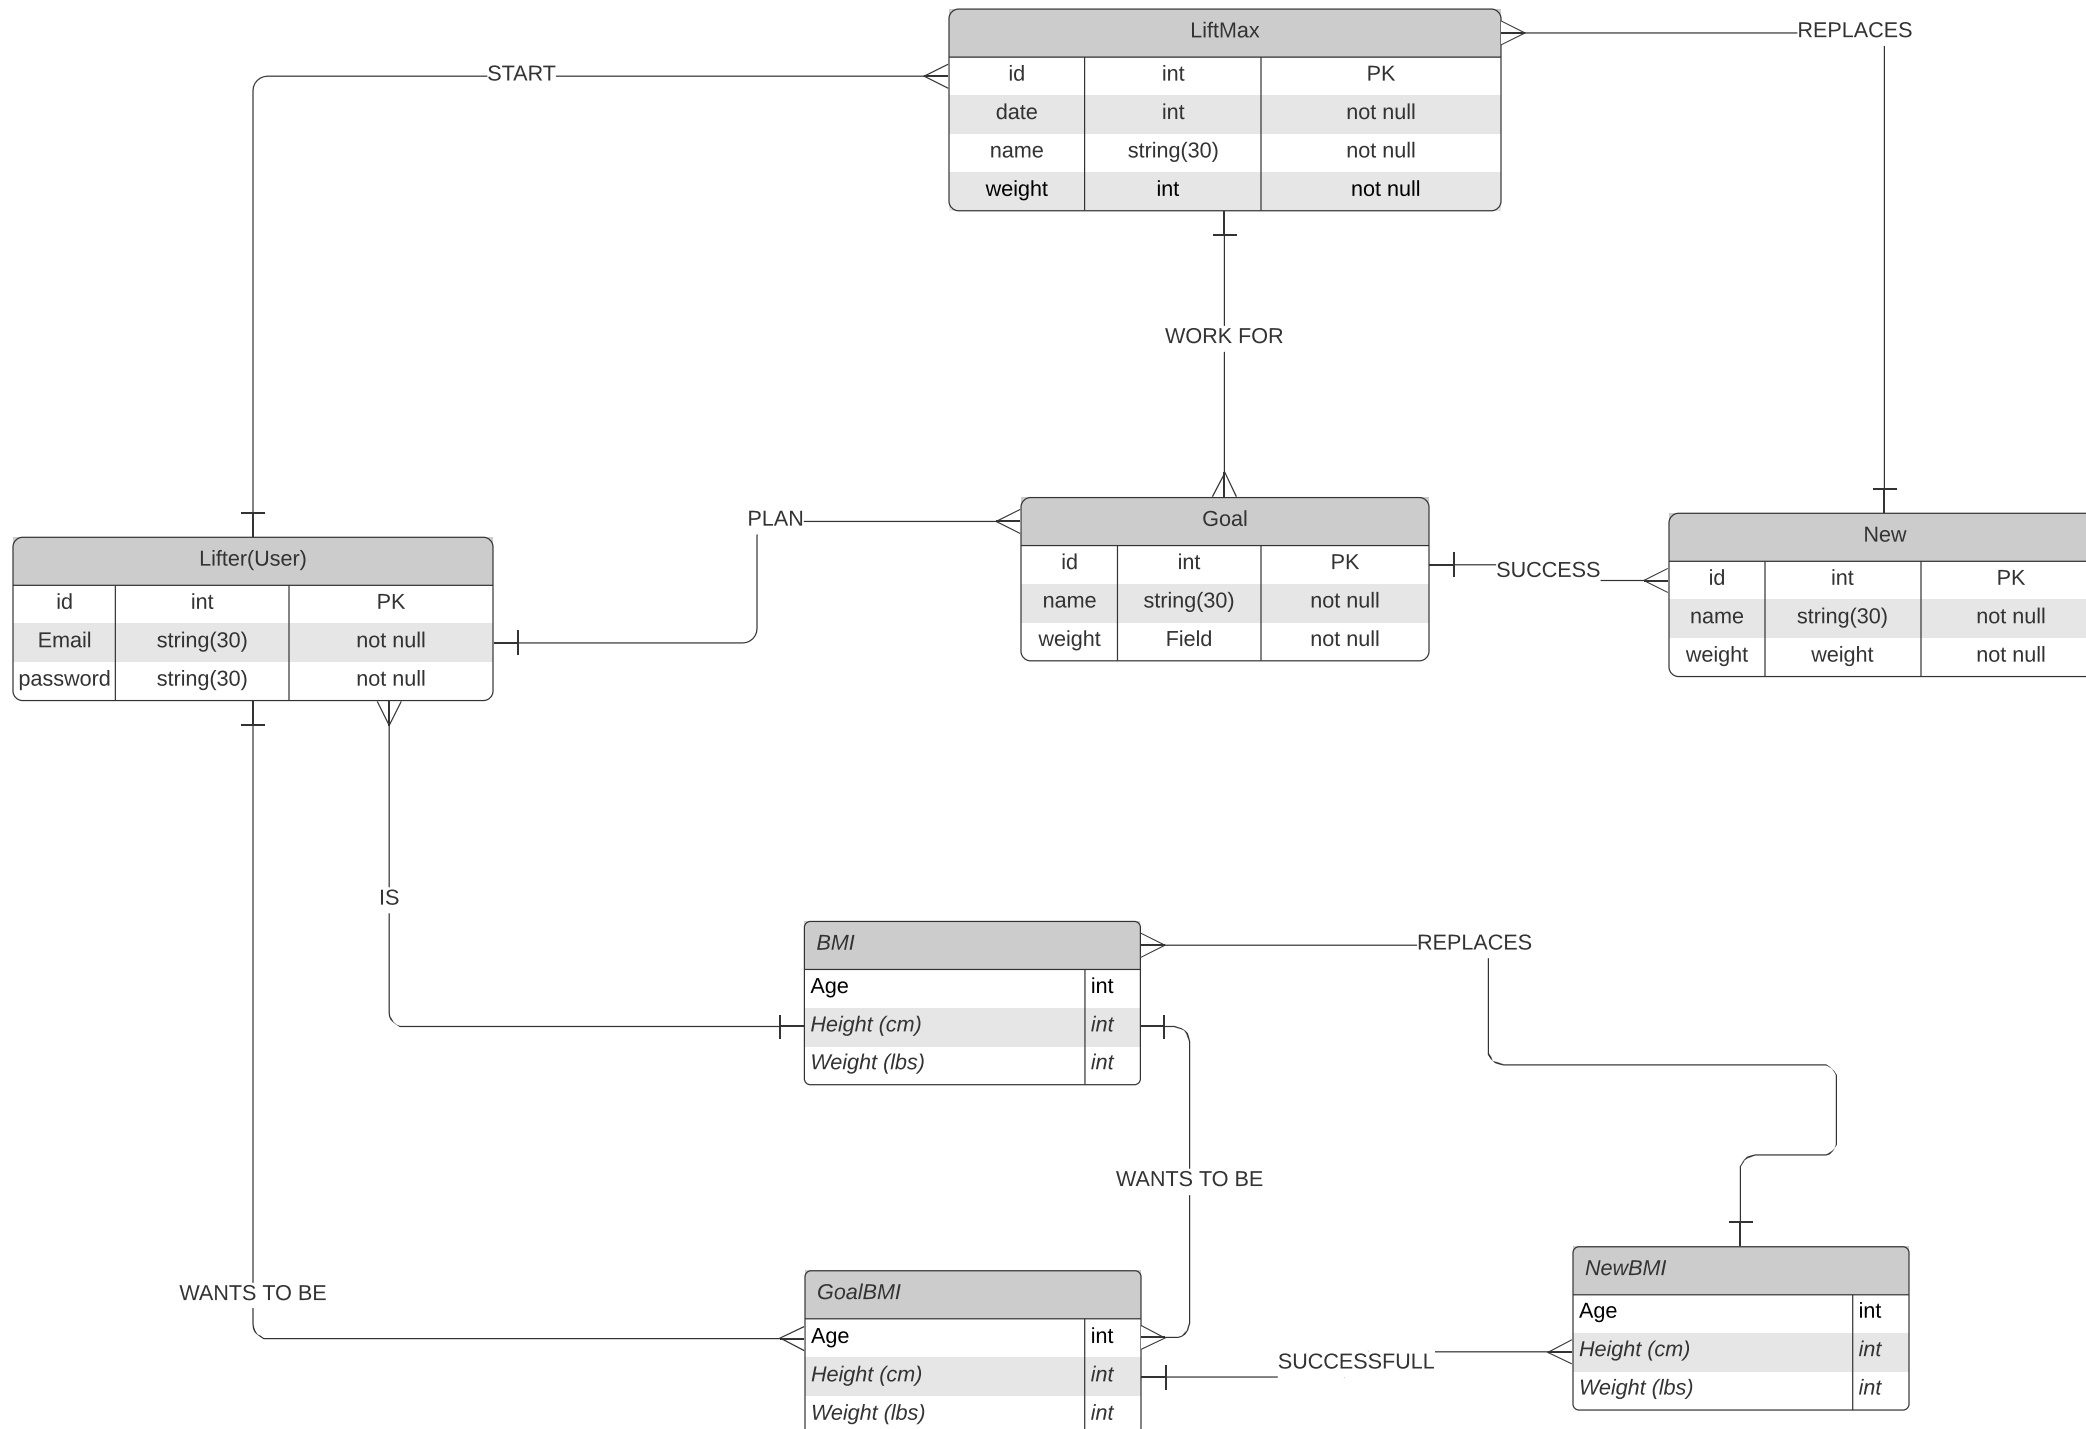 LiftMax
id int PK
date int not null
name string(30) not null
weight int not null
REPLACES
START
WORK FOR
PLAN
Goal
id int PK
name string(30) not null
weight Field not null
SUCCESS
New
id int PK
name string(30) not null
weight weight not null
Lifter(User)
id int PK
Email string(30) not null
password string(30) not null
IS
BMI
Age int
Height (cm) int
Weight (lbs) int
REPLACES
WANTS TO BE
WANTS TO BE
GoalBMI
Age int
Height (cm) int
Weight (lbs) int
SUCCESSFULL
NewBMI
Age int
Height (cm) int
Weight (lbs) int